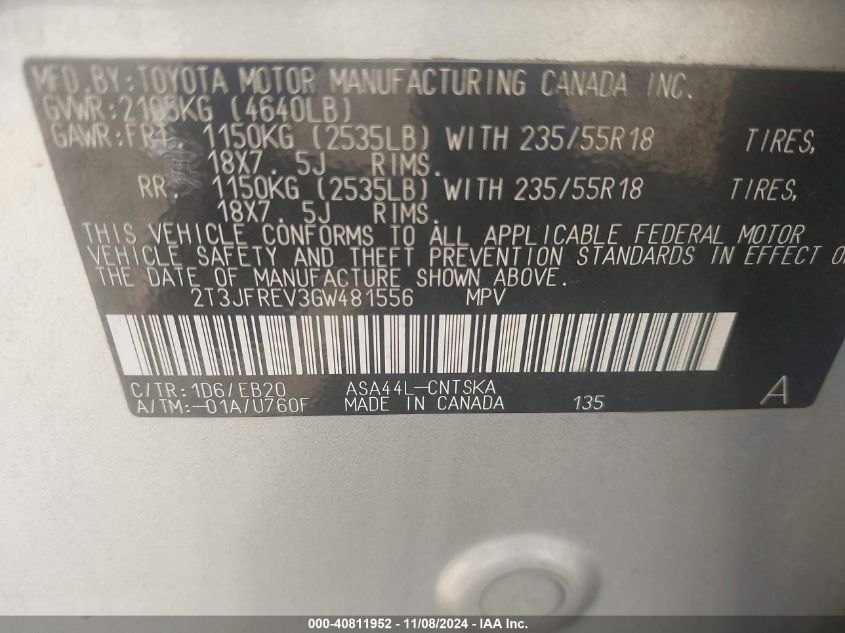 MFD.BY:TOYOTA MOTOR MANUFACTURING CANADA INC.
GVWR:2105KG (4640LB)
GAWR:FRT. 1150KG (2535LB) WITH 235/55R18 TIRES,
18X7.5J RIMS.
RR. 1150KG (2535LB) WITH 235/55R18 TIRES,
18X7.5J RIMS.
THIS VEHICLE CONFORMS TO ALL APPLICABLE FEDERAL MOTOR
VEHICLE SAFETY AND THEFT PREVENTION STANDARDS IN EFFECT O
THE DATE OF MANUFACTURE SHOWN ABOVE.
2T3JFREV3GW481556 MPV
C/TR:1D6/EB20 ASA44L-CNTSKA
A/TM:-01A/U760F MADE IN CANADA 135 A
000-40811952 - 11/08/2024 - IAA Inc.